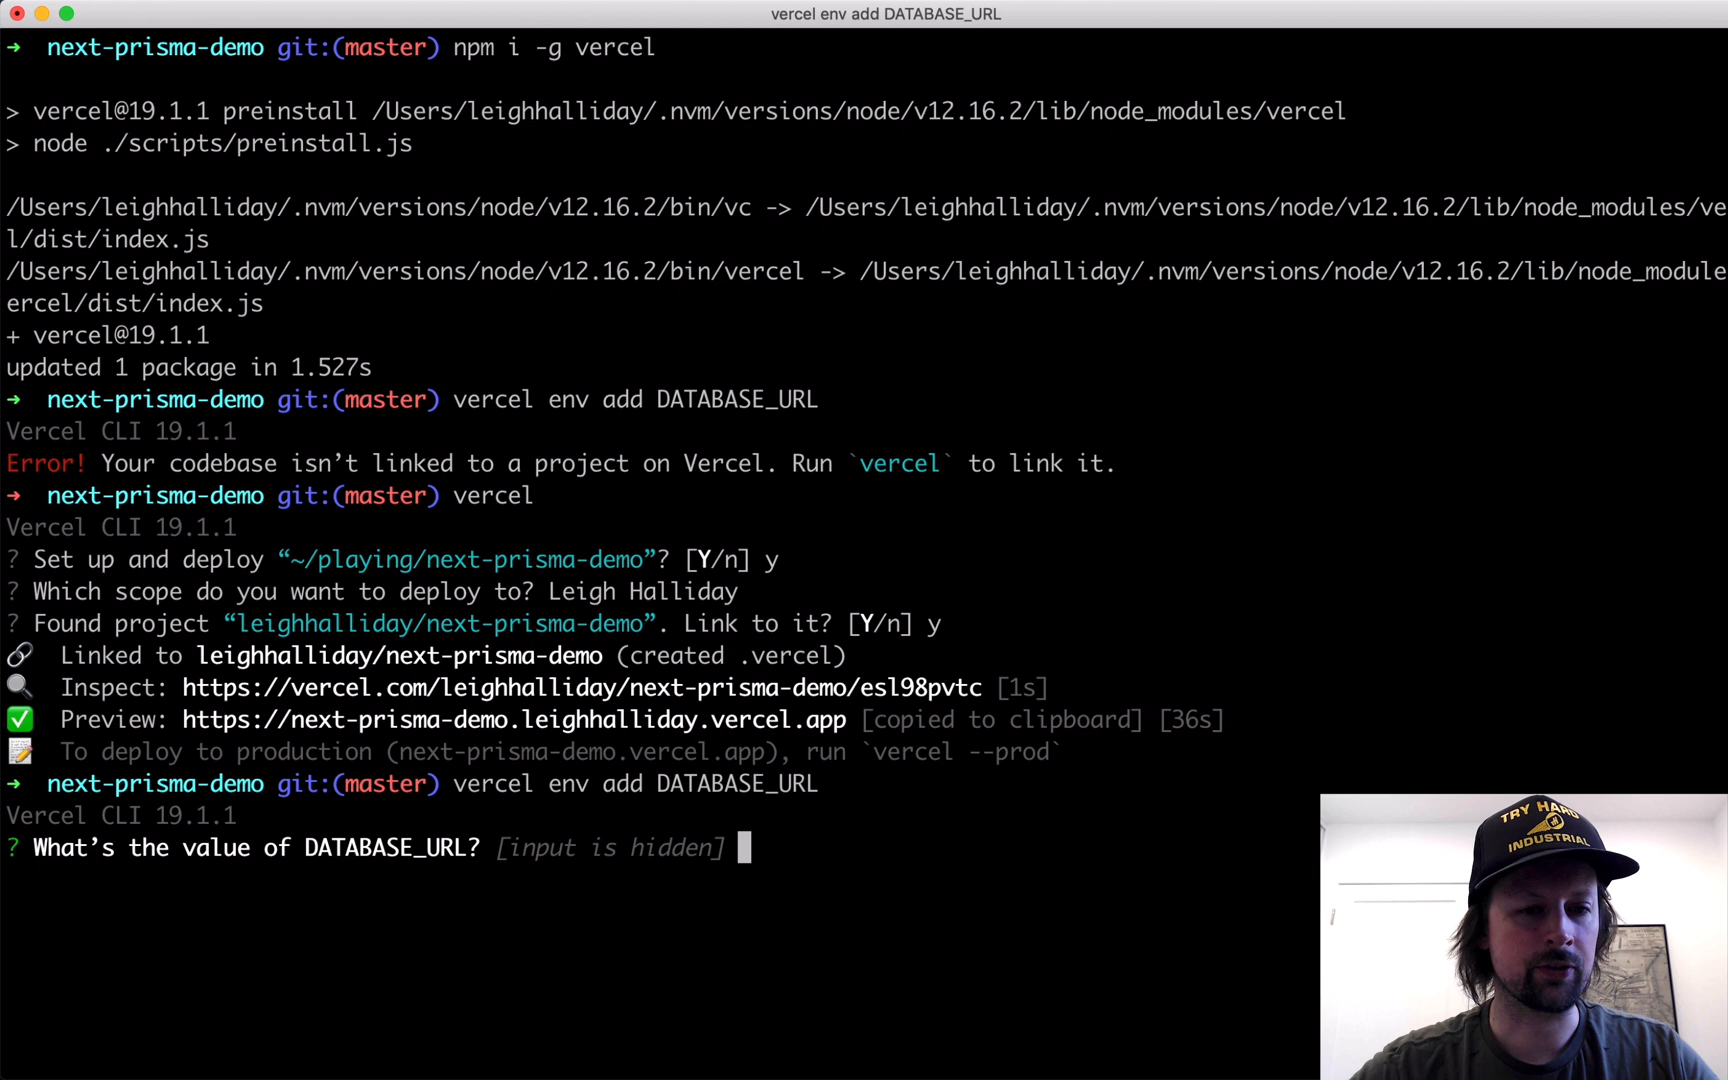 vercel env add DATABASE_URL
➜ next-prisma-demo git:(master) npm i -g vercel
> vercel@19.1.1 preinstall /Users/leighhalliday/.nvm/versions/node/v12.16.2/lib/node_modules/vercel
> node ./scripts/preinstall.js
/Users/leighhalliday/.nvm/versions/node/v12.16.2/bin/vc -> /Users/leighhalliday/.nvm/versions/node/v12.16.2/lib/node_modules/ve
l/dist/index.js
/Users/leighhalliday/.nvm/versions/node/v12.16.2/bin/vercel -> /Users/leighhalliday/.nvm/versions/node/v12.16.2/lib/node_module
ercel/dist/index.js
+ vercel@19.1.1
updated 1 package in 1.527s
➜ next-prisma-demo git:(master) vercel env add DATABASE_URL
Vercel CLI 19.1.1
Error! Your codebase isn’t linked to a project on Vercel. Run `vercel` to link it.
➜ next-prisma-demo git:(master) vercel
Vercel CLI 19.1.1
? Set up and deploy “~/playing/next-prisma-demo”? [Y/n] y
? Which scope do you want to deploy to? Leigh Halliday
? Found project “leighhalliday/next-prisma-demo”. Link to it? [Y/n] y
🔗 Linked to leighhalliday/next-prisma-demo (created .vercel)
🔍 Inspect: https://vercel.com/leighhalliday/next-prisma-demo/esl98pvtc [1s]
✅ Preview: https://next-prisma-demo.leighhalliday.vercel.app [copied to clipboard] [36s]
📝 To deploy to production (next-prisma-demo.vercel.app), run `vercel --prod`
➜ next-prisma-demo git:(master) vercel env add DATABASE_URL
Vercel CLI 19.1.1
? What’s the value of DATABASE_URL? [input is hidden]
TRY HARD
INDUSTRIAL